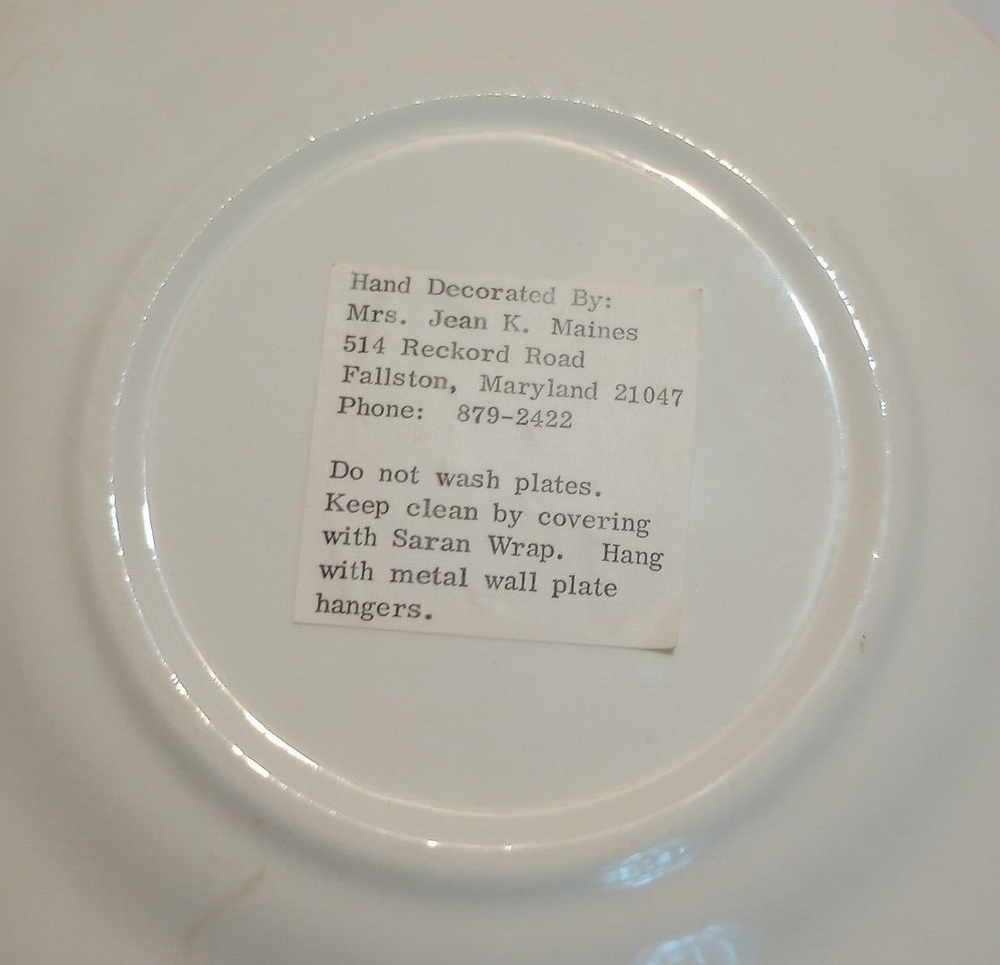 Hand Decorated By:
Mrs. Jean K. Maines
514 Reckord Road
Fallston, Maryland 21047
Phone: 879-2422
Do not wash plates.
Keep clean by covering
with Saran Wrap. Hang
with metal wall plate
hangers.